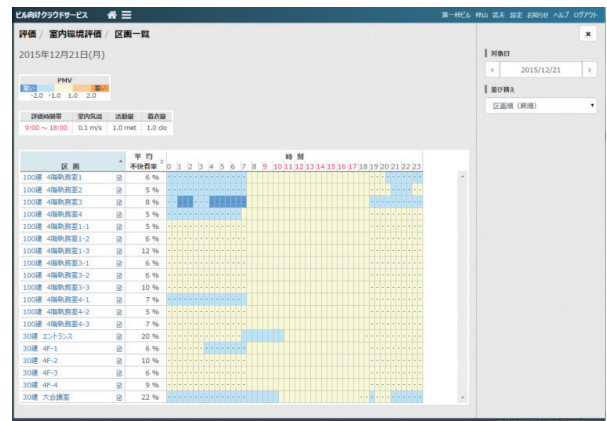 ビル向けクラウドサービス
第一幹ビル 幹山 武夫 設定 お知らせ ヘルプ ログアウト
評価 / 室内環境評価 / 区画一覧
2015年12月21日(月)
対象日
2015/12/21
並び替え
区画順 (昇順)
PMV
寒い 暑い
-2.0 -1.0 1.0 2.0
評価時間帯 室内気流 活動量 着衣量
9:00 ~ 18:00 0.1 m/s 1.0 met 1.0 clo
区 画 平 均 不快者率 時 刻
0 1 2 3 4 5 6 7 8 9 10 11 12 13 14 15 16 17 18 19 20 21 22 23
100建 4階執務室1 6 %
100建 4階執務室2 5 %
100建 4階執務室3 8 %
100建 4階執務室4 5 %
100建 4階執務室1-1 5 %
100建 4階執務室1-2 6 %
100建 4階執務室1-3 12 %
100建 4階執務室3-1 6 %
100建 4階執務室3-2 6 %
100建 4階執務室3-3 10 %
100建 4階執務室4-1 7 %
100建 4階執務室4-2 5 %
100建 4階執務室4-3 7 %
30建 エントランス 20 %
30建 4F-1 6 %
30建 4F-2 10 %
30建 4F-3 6 %
30建 4F-4 9 %
30建 大会議室 22 %